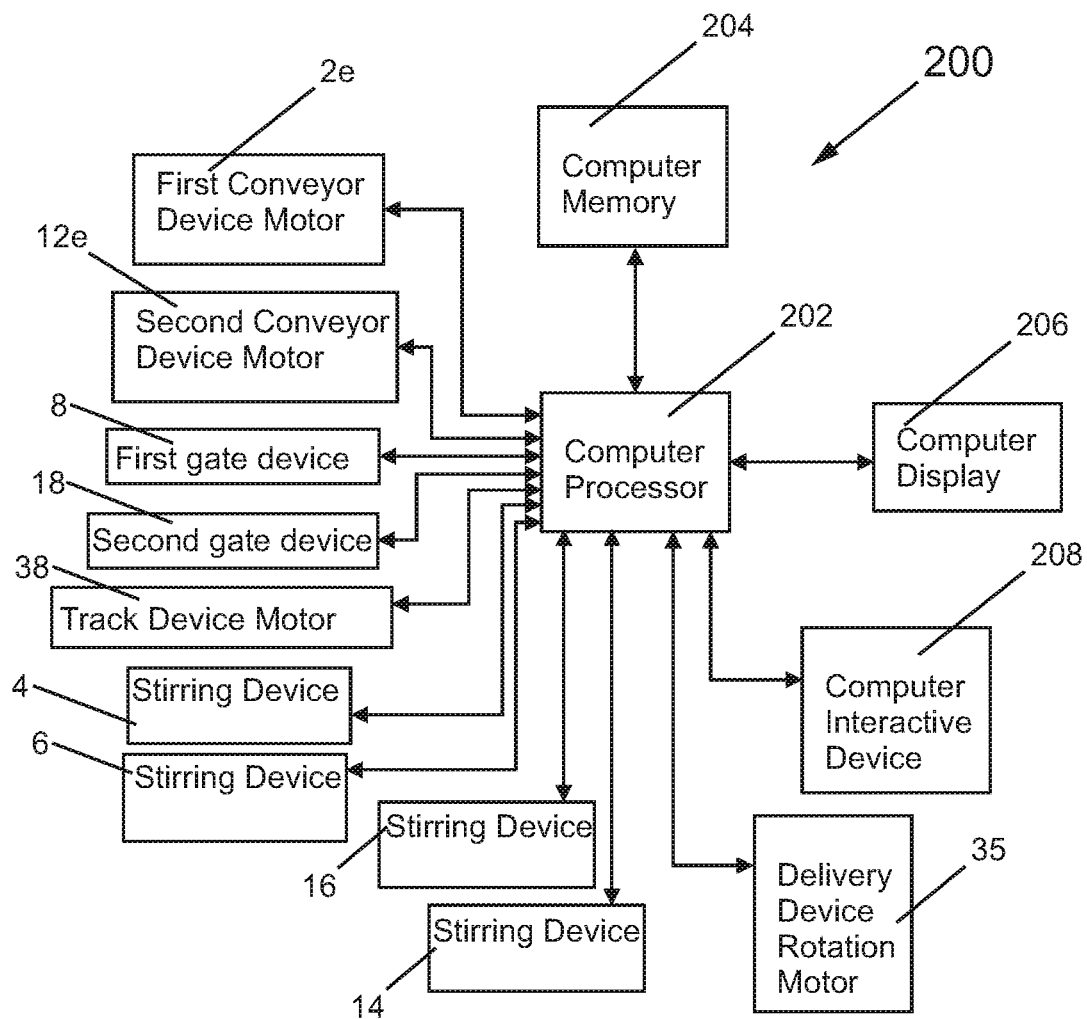 204
200
2e
Computer
Memory
First Conveyor
Device Motor
12e
Second Conveyor
Device Motor
202
206
8
First gate device
Computer
Processor
Computer
Display
18
Second gate device
38
Track Device Motor
208
4
Stirring Device
Computer
Interactive
Device
6
Stirring Device
Stirring Device
16
35
Delivery
Device
Rotation
Motor
Stirring Device
14